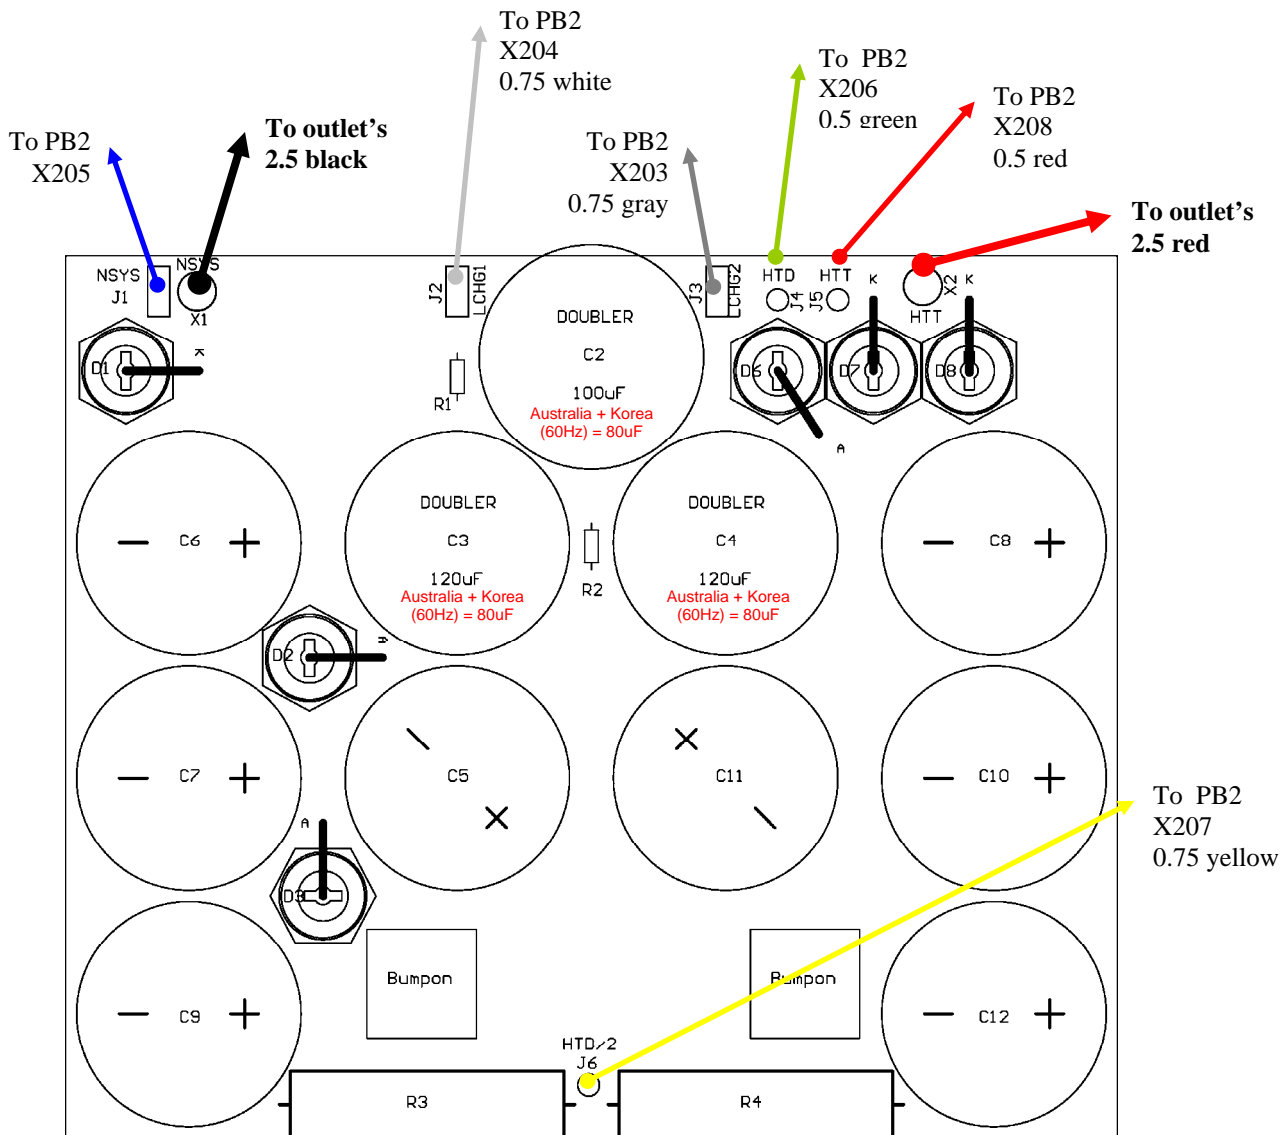 To PB2
X204
0.75 white
To PB2
X206
0.5 green
To PB2
X208
0.5 red
To outlet's
2.5 black
To PB2
X205
To PB2
X203
0.75 gray
To outlet's
2.5 red
NSYS
J1
NSYS
X1
J2
LCHG1
J3
LCHG2
HTD
J4
HTT
J5
K
X2
K
HTT
DOUBLER
C2
100uF
Australia + Korea
(60Hz) = 80uF
D1
K
R1
D6
A
D7
D8
C6
DOUBLER
C3
120uF
Australia + Korea
(60Hz) = 80uF
R2
DOUBLER
C4
120uF
Australia + Korea
(60Hz) = 80uF
C8
D2
C7
C5
C11
C10
To PB2
X207
0.75 yellow
A
D3
C9
Bumpon
Bumpon
C12
HTD/2
J6
R3
R4